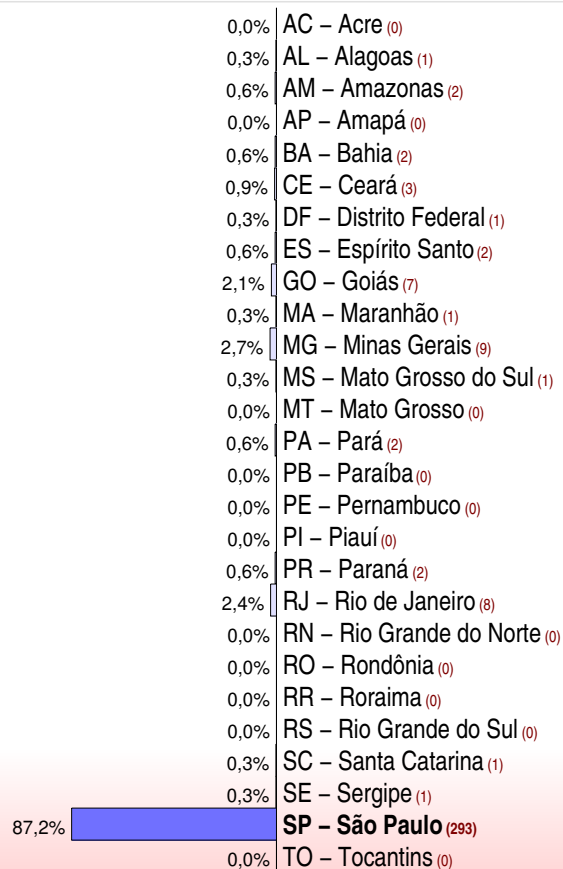 0,0% AC – Acre (0)
0,3% AL – Alagoas (1)
0,6% AM – Amazonas (2)
0,0% AP – Amapá (0)
0,6% BA – Bahia (2)
0,9% CE – Ceará (3)
0,3% DF – Distrito Federal (1)
0,6% ES – Espírito Santo (2)
2,1% GO – Goiás (7)
0,3% MA – Maranhão (1)
2,7% MG – Minas Gerais (9)
0,3% MS – Mato Grosso do Sul (1)
0,0% MT – Mato Grosso (0)
0,6% PA – Pará (2)
0,0% PB – Paraíba (0)
0,0% PE – Pernambuco (0)
0,0% PI – Piauí (0)
0,6% PR – Paraná (2)
2,4% RJ – Rio de Janeiro (8)
0,0% RN – Rio Grande do Norte (0)
0,0% RO – Rondônia (0)
0,0% RR – Roraima (0)
0,0% RS – Rio Grande do Sul (0)
0,3% SC – Santa Catarina (1)
0,3% SE – Sergipe (1)
87,2% SP – São Paulo (293)
0,0% TO – Tocantins (0)